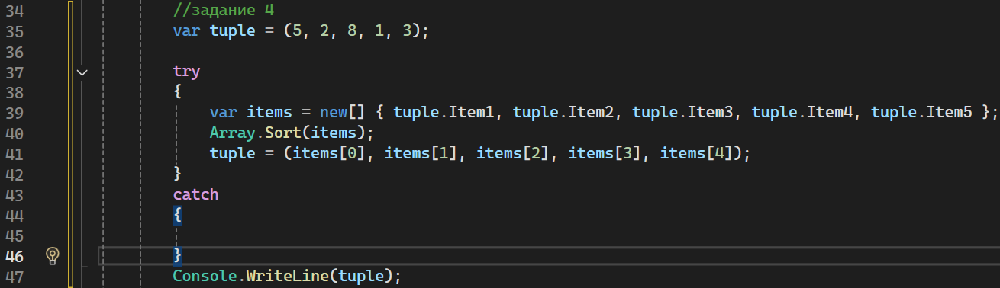 34 //задание 4
35 var tuple = (5, 2, 8, 1, 3);
36
37 try
38 {
39 var items = new[] { tuple.Item1, tuple.Item2, tuple.Item3, tuple.Item4, tuple.Item5 };
40 Array.Sort(items);
41 tuple = (items[0], items[1], items[2], items[3], items[4]);
42 }
43 catch
44 {
45
46 }
47 Console.WriteLine(tuple);